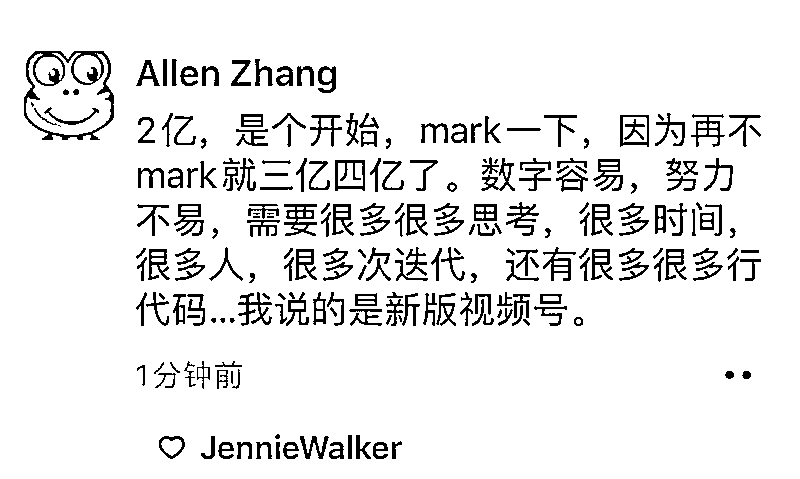 Allen Zhang
2亿，是个开始，mark一下，因为再不
mark就三亿四亿了。数字容易，努力
不易，需要很多很多思考，很多时间，
很多人，很多次迭代，还有很多很多行
代码...我说的是新版视频号。
1分钟前
JennieWalker